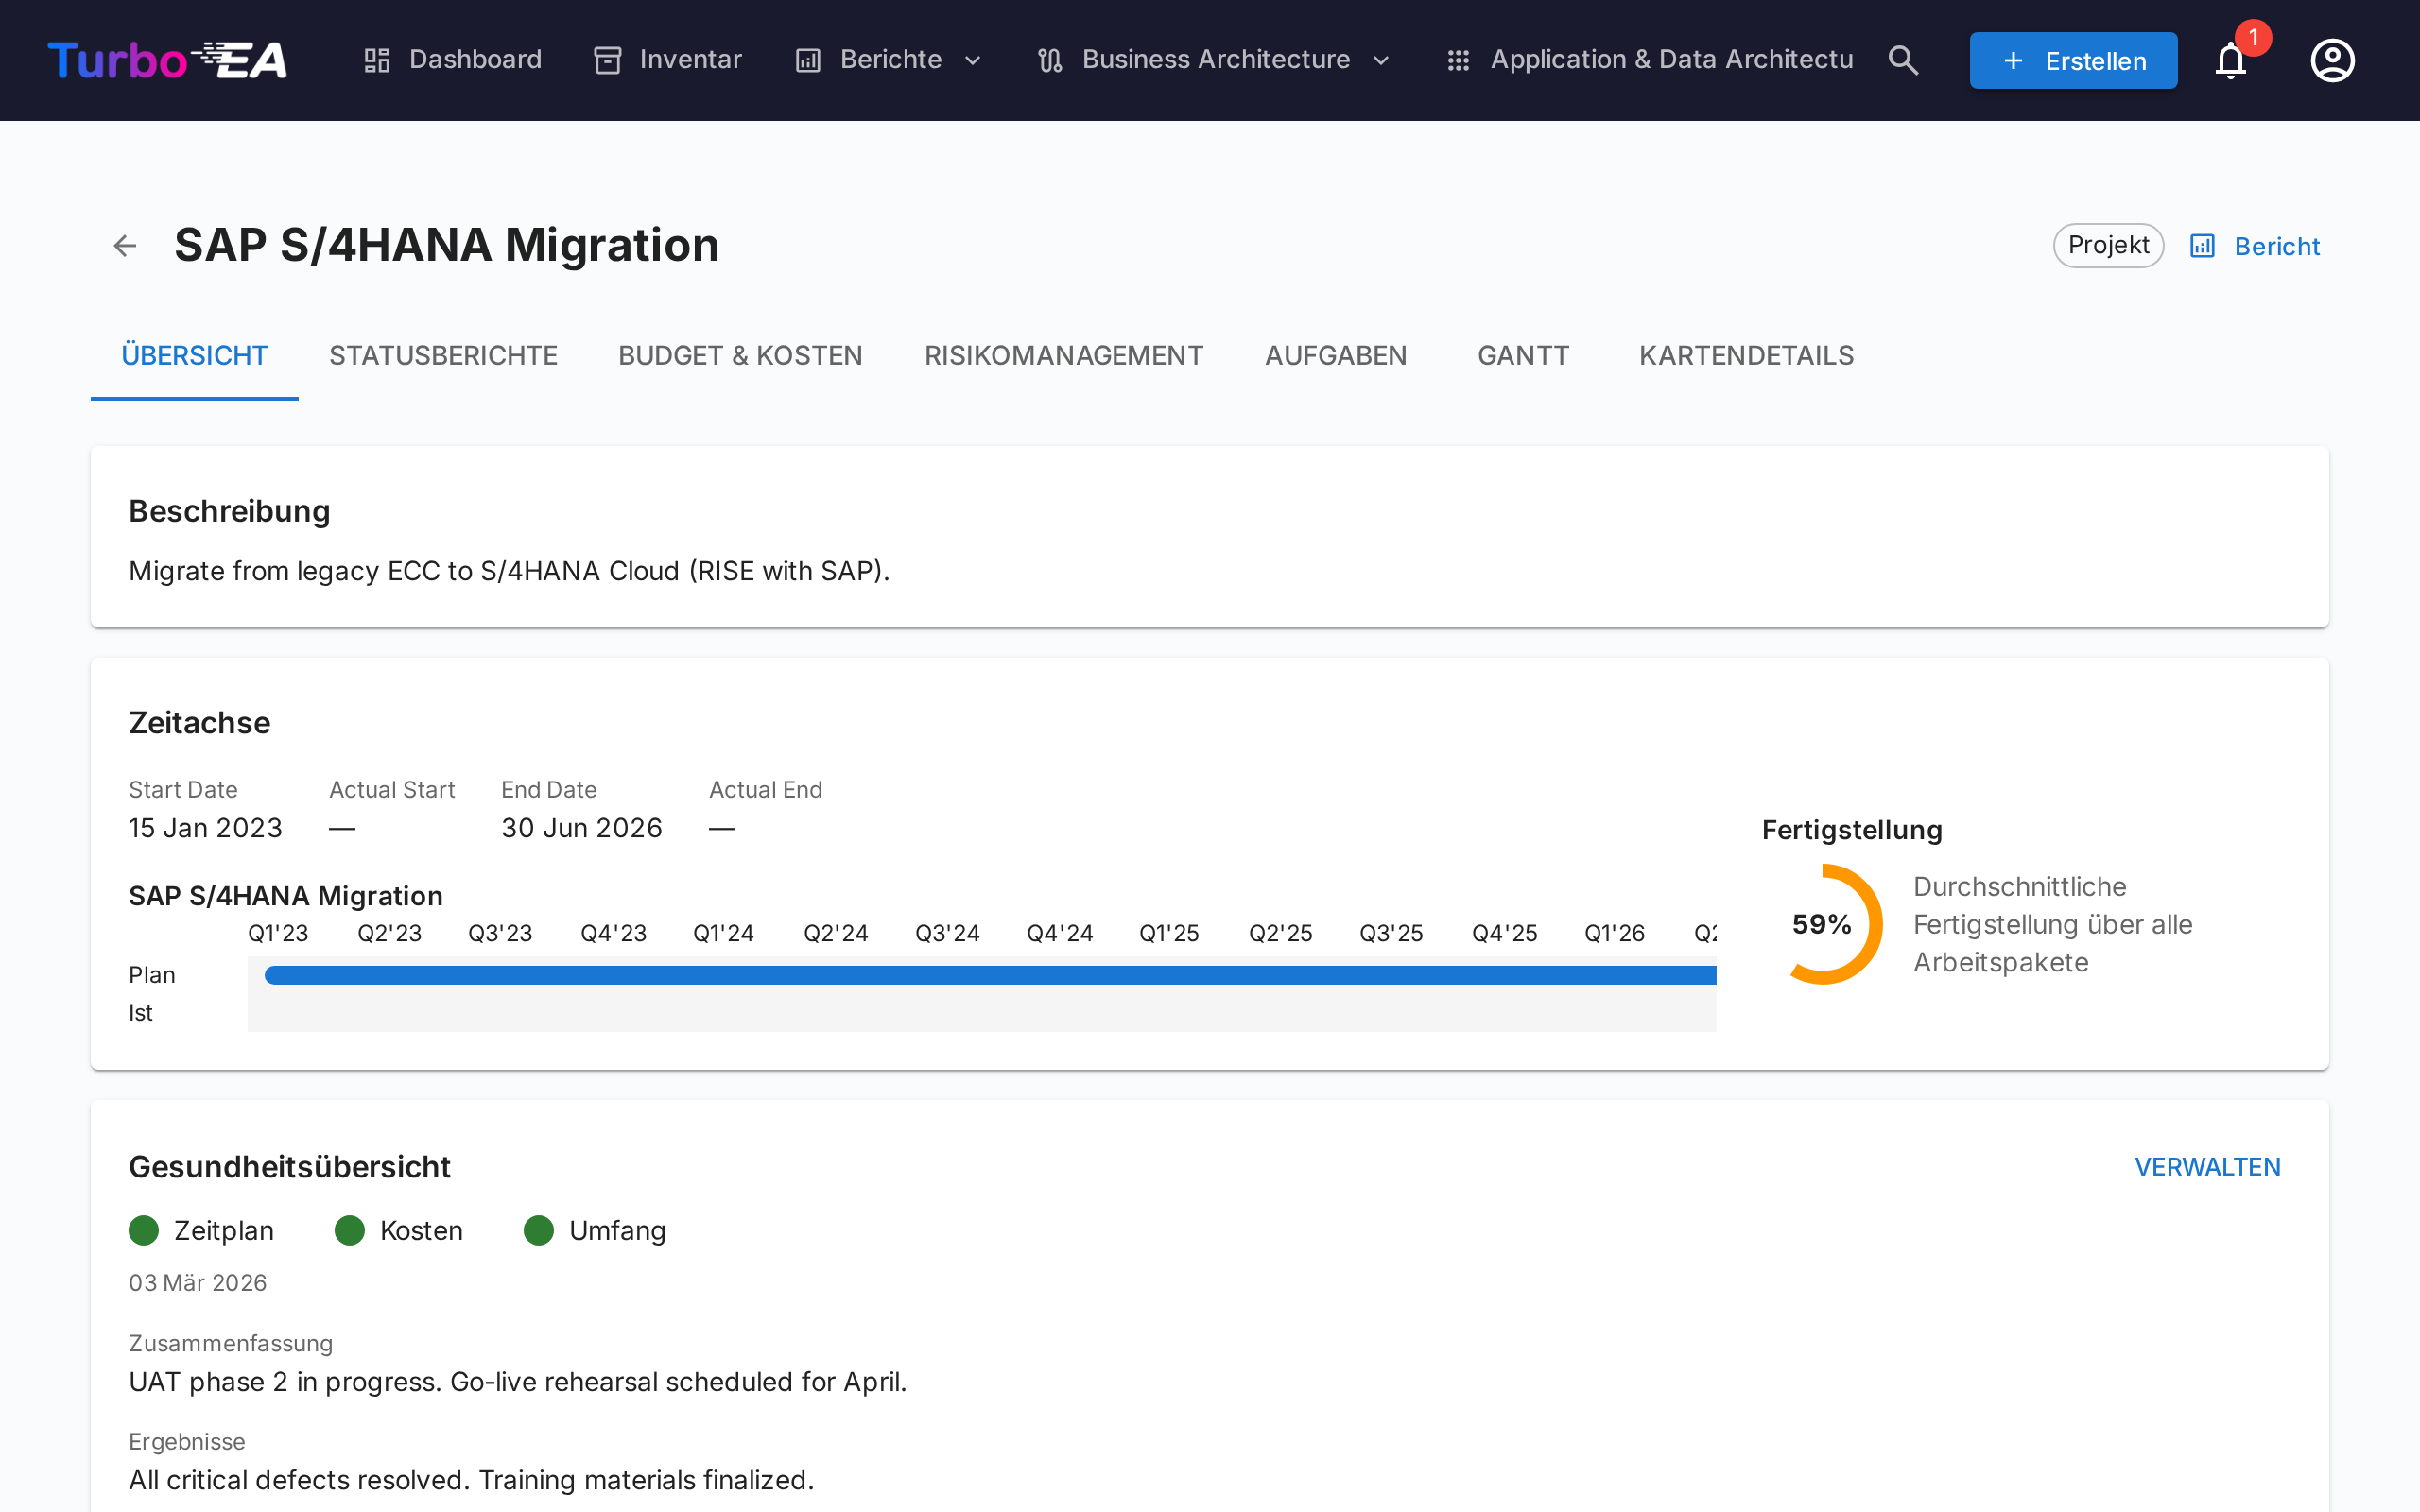 Turbo EA
Dashboard
Inventar
Berichte
Business Architecture
Application & Data Architectu
Erstellen
1
SAP S/4HANA Migration
Projekt
Bericht
ÜBERSICHT
STATUSBERICHTE
BUDGET & KOSTEN
RISIKOMANAGEMENT
AUFGABEN
GANTT
KARTENDETAILS
Beschreibung
Migrate from legacy ECC to S/4HANA Cloud (RISE with SAP).
Zeitachse
Start Date
15 Jan 2023
Actual Start
—
End Date
30 Jun 2026
Actual End
—
SAP S/4HANA Migration
Q1'23 Q2'23 Q3'23 Q4'23 Q1'24 Q2'24 Q3'24 Q4'24 Q1'25 Q2'25 Q3'25 Q4'25 Q1'26 Q2
Plan
Ist
Fertigstellung
59%
Durchschnittliche
Fertigstellung über alle
Arbeitspakete
Gesundheitsübersicht
VERWALTEN
Zeitplan
Kosten
Umfang
03 Mär 2026
Zusammenfassung
UAT phase 2 in progress. Go-live rehearsal scheduled for April.
Ergebnisse
All critical defects resolved. Training materials finalized.